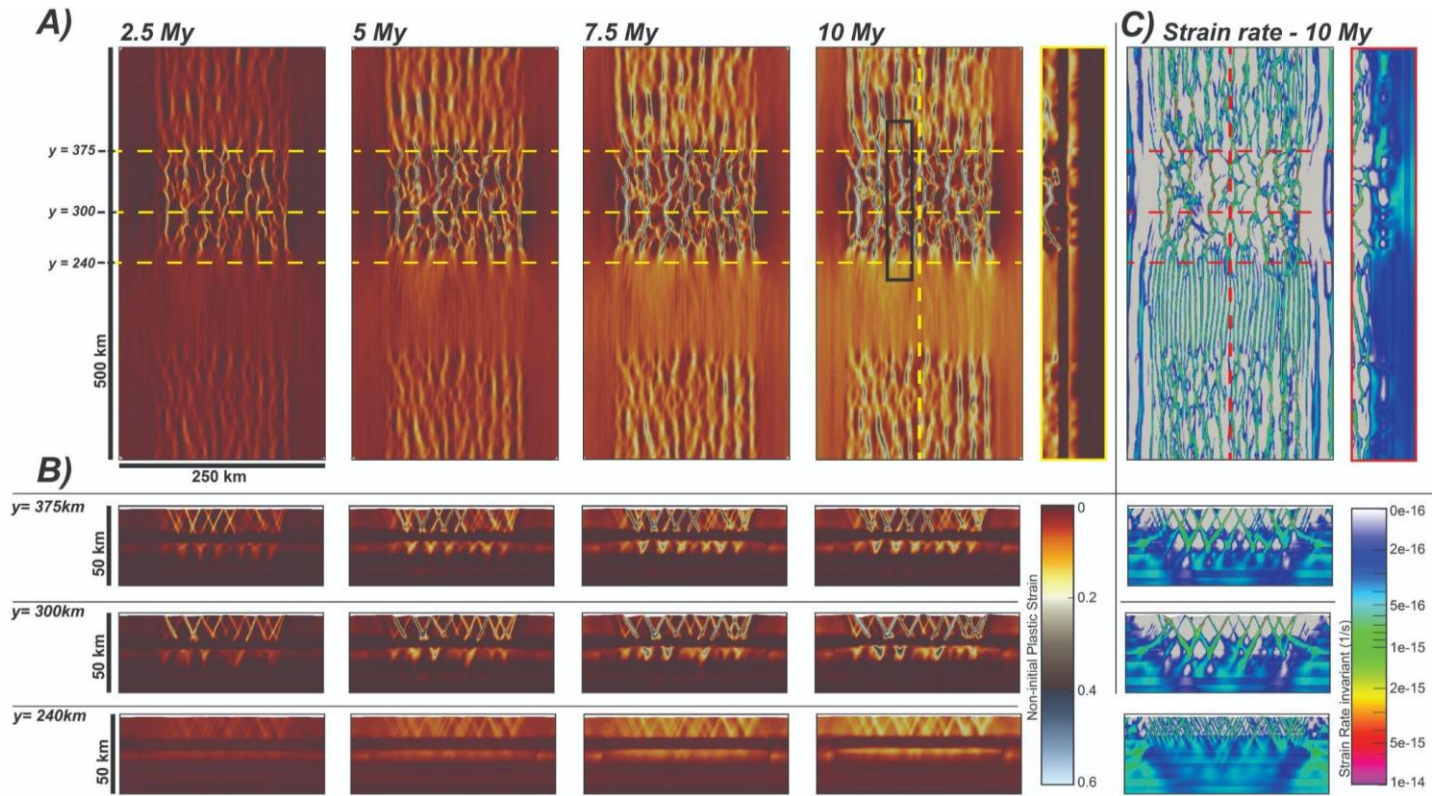 A)
2.5 My
5 My
7.5 My
10 My
C) Strain rate - 10 My
y = 375
y = 300
y = 240
500 km
250 km
B)
y= 375km
50 km
y= 300km
50 km
y= 240km
50 km
Non-initial Plastic Strain
0
0.2
0.4
0.6
Strain Rate invariant (1/s)
0e-16
2e-16
5e-16
1e-15
2e-15
5e-15
1e-14